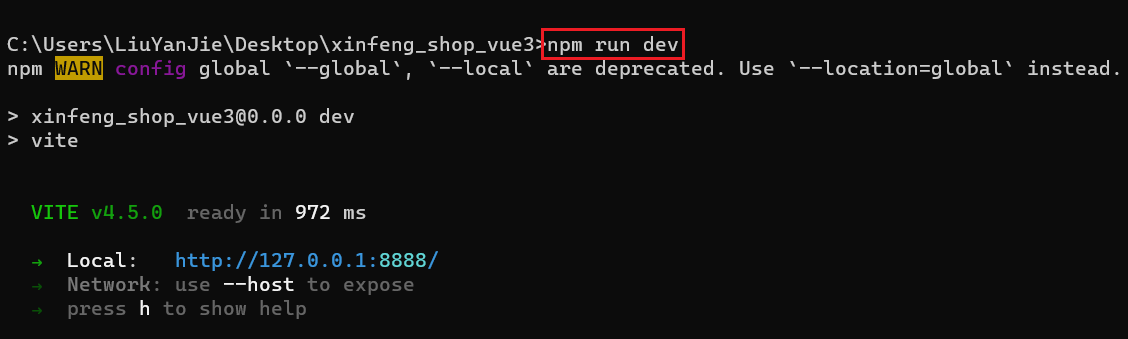 C:\Users\LiuYanJie\Desktop\xinfeng_shop_vue3>npm run dev
npm WARN config global `--global`, `--local` are deprecated. Use `--location=global` instead.
> xinfeng_shop_vue3@0.0.0 dev
> vite
VITE v4.5.0  ready in 972 ms
→  Local:   http://127.0.0.1:8888/
→  Network: use --host to expose
→  press h to show help